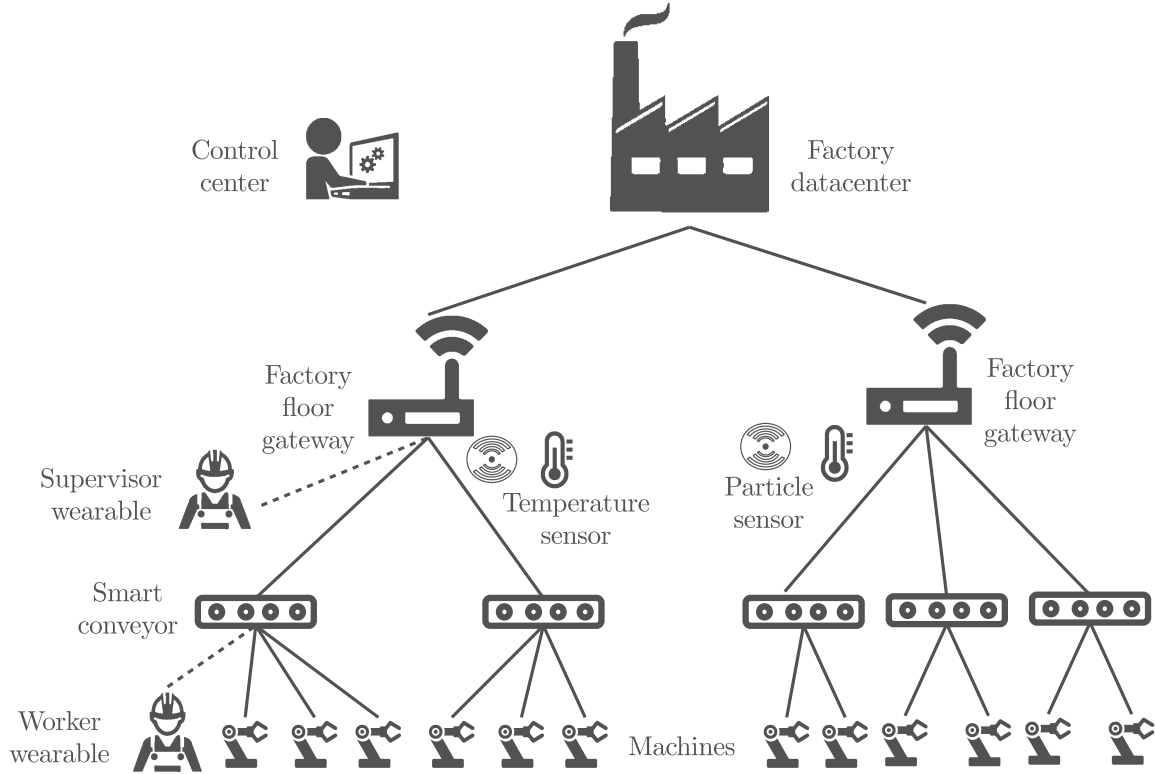 Control
center
Factory
datacenter
Factory
floor
gateway
Factory
floor
gateway
Supervisor
wearable
Temperature
sensor
Particle
sensor
Smart
conveyor
Worker
wearable
Machines